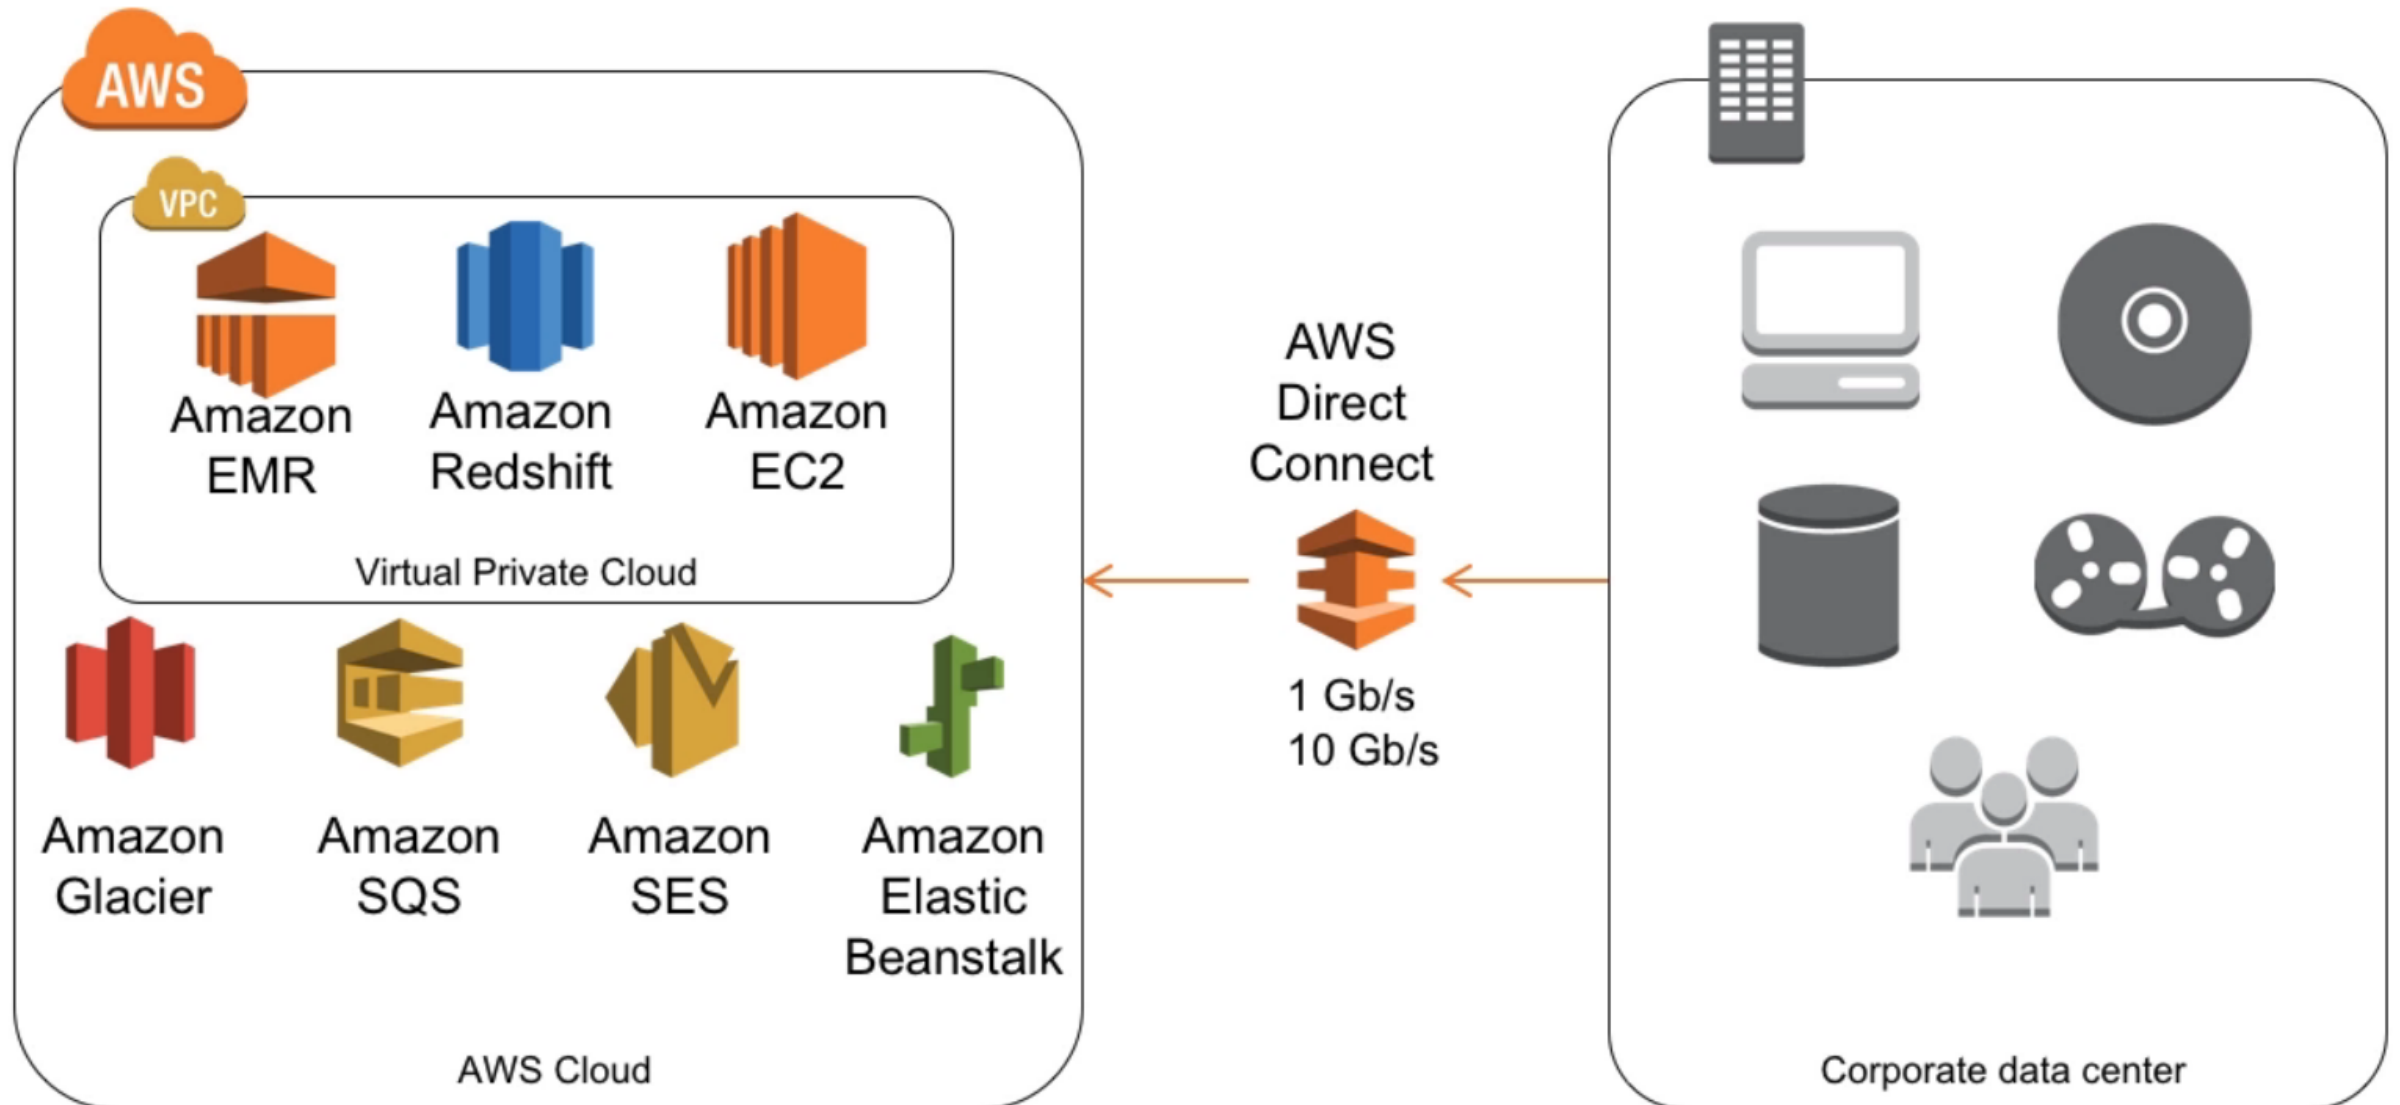 AWS
VPC
Amazon
EMR
Amazon
Redshift
Amazon
EC2
Virtual Private Cloud
Amazon
Glacier
Amazon
SQS
Amazon
SES
Amazon
Elastic
Beanstalk
AWS Cloud
AWS
Direct
Connect
1 Gb/s
10 Gb/s
Corporate data center